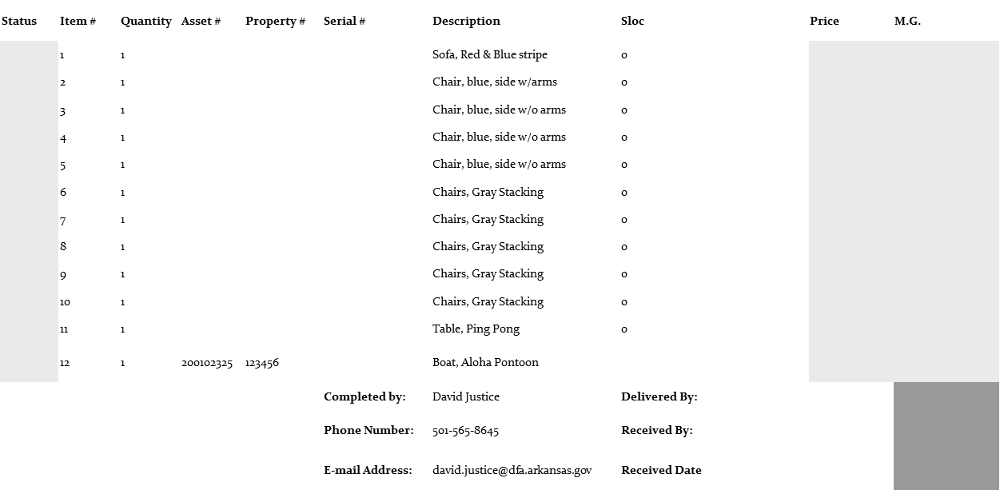 Status Item # Quantity Asset # Property # Serial # Description Sloc Price M.G.
1 1 Sofa, Red & Blue stripe 0
2 1 Chair, blue, side w/arms 0
3 1 Chair, blue, side w/o arms 0
4 1 Chair, blue, side w/o arms 0
5 1 Chair, blue, side w/o arms 0
6 1 Chairs, Gray Stacking 0
7 1 Chairs, Gray Stacking 0
8 1 Chairs, Gray Stacking 0
9 1 Chairs, Gray Stacking 0
10 1 Chairs, Gray Stacking 0
11 1 Table, Ping Pong 0
12 1 200102325 123456 Boat, Aloha Pontoon
Completed by: David Justice Delivered By:
Phone Number: 501-565-8645 Received By:
E-mail Address: david.justice@dfa.arkansas.gov Received Date